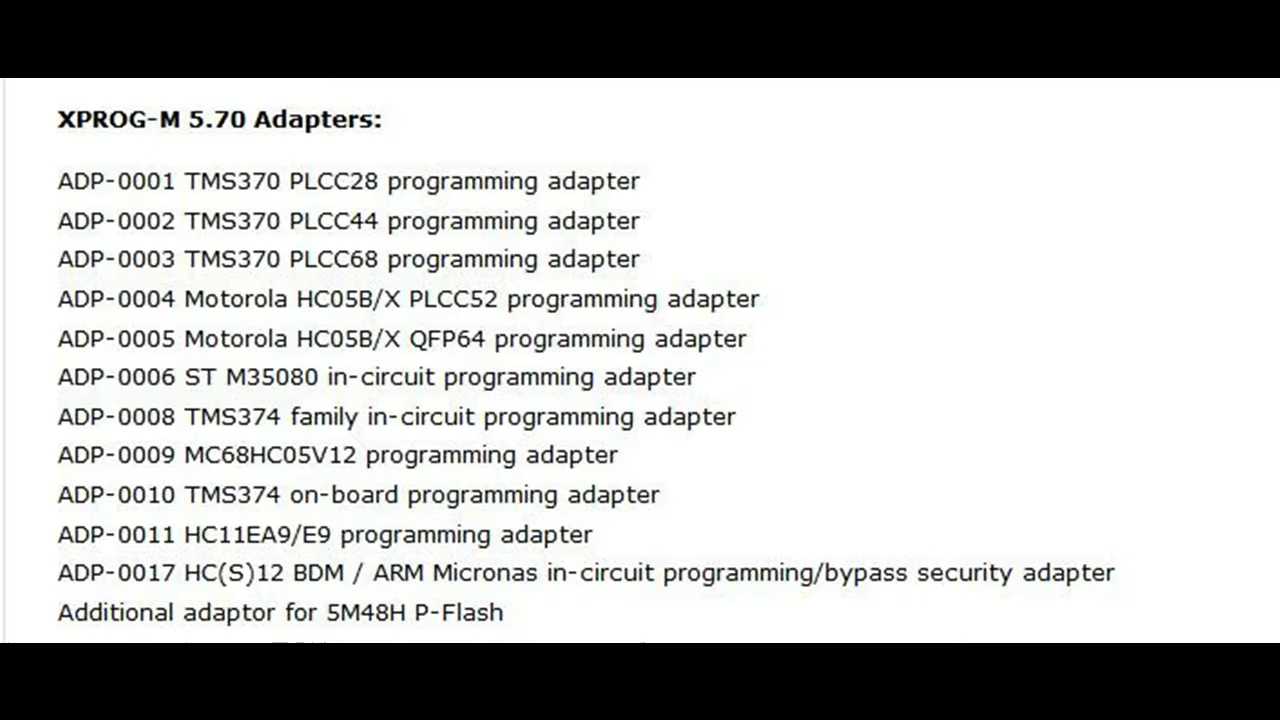 XPROG-M 5.70 Adapters:
ADP-0001 TMS370 PLCC28 programming adapter
ADP-0002 TMS370 PLCC44 programming adapter
ADP-0003 TMS370 PLCC68 programming adapter
ADP-0004 Motorola HC05B/X PLCC52 programming adapter
ADP-0005 Motorola HC05B/X QFP64 programming adapter
ADP-0006 ST M35080 in-circuit programming adapter
ADP-0008 TMS374 family in-circuit programming adapter
ADP-0009 MC68HC05V12 programming adapter
ADP-0010 TMS374 on-board programming adapter
ADP-0011 HC11EA9/E9 programming adapter
ADP-0017 HC(S)12 BDM / ARM Micronas in-circuit programming/bypass security adapter
Additional adaptor for 5M48H P-Flash